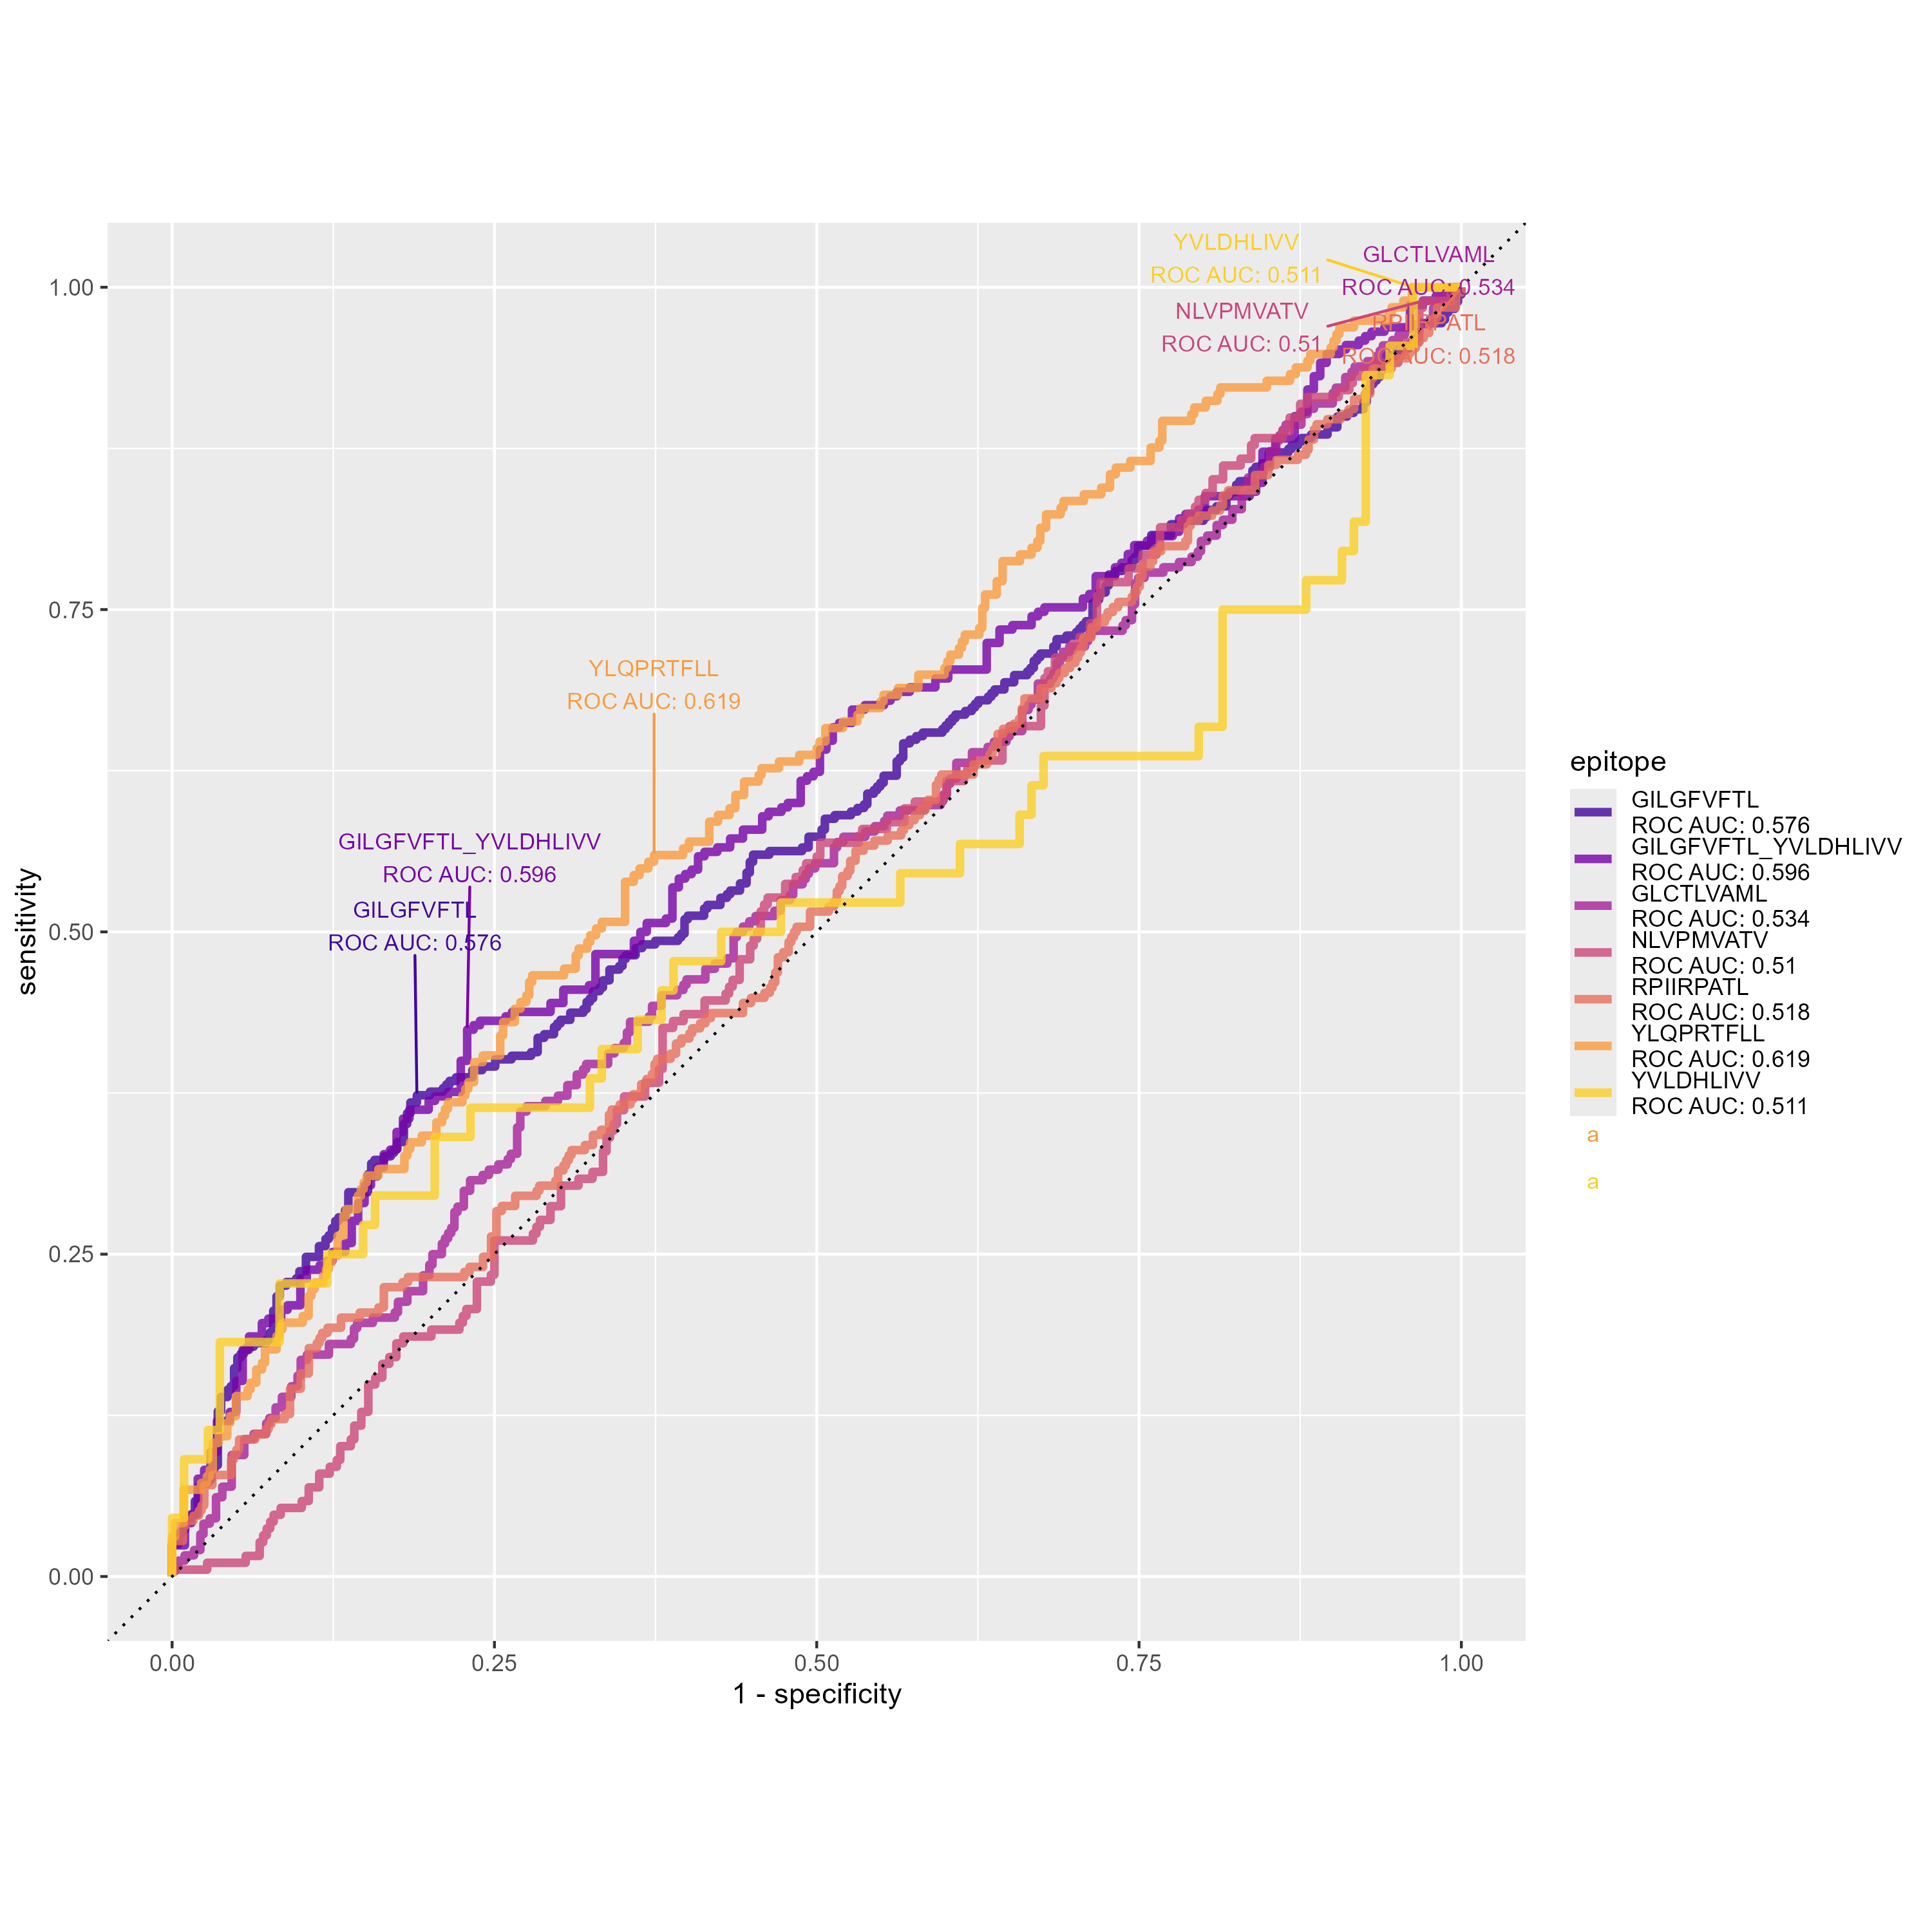 YVLDHLIVV
ROC AUC: 0.511
GLCTLVAML
ROC AUC: 0.534
NLVPMVATV
ROC AUC: 0.51
RPIIRPATL
ROC AUC: 0.518
YLQPRTFLL
ROC AUC: 0.619
GILGFVFTL_YVLDHLIVV
ROC AUC: 0.596
GILGFVFTL
ROC AUC: 0.576
1.00
0.75
0.50
0.25
0.00
sensitivity
0.00
0.25
0.50
0.75
1.00
1 - specificity
epitope
GILGFVFTL
ROC AUC: 0.576
GILGFVFTL_YVLDHLIVV
ROC AUC: 0.596
GLCTLVAML
ROC AUC: 0.534
NLVPMVATV
ROC AUC: 0.51
RPIIRPATL
ROC AUC: 0.518
YLQPRTFLL
ROC AUC: 0.619
YVLDHLIVV
ROC AUC: 0.511
a
a